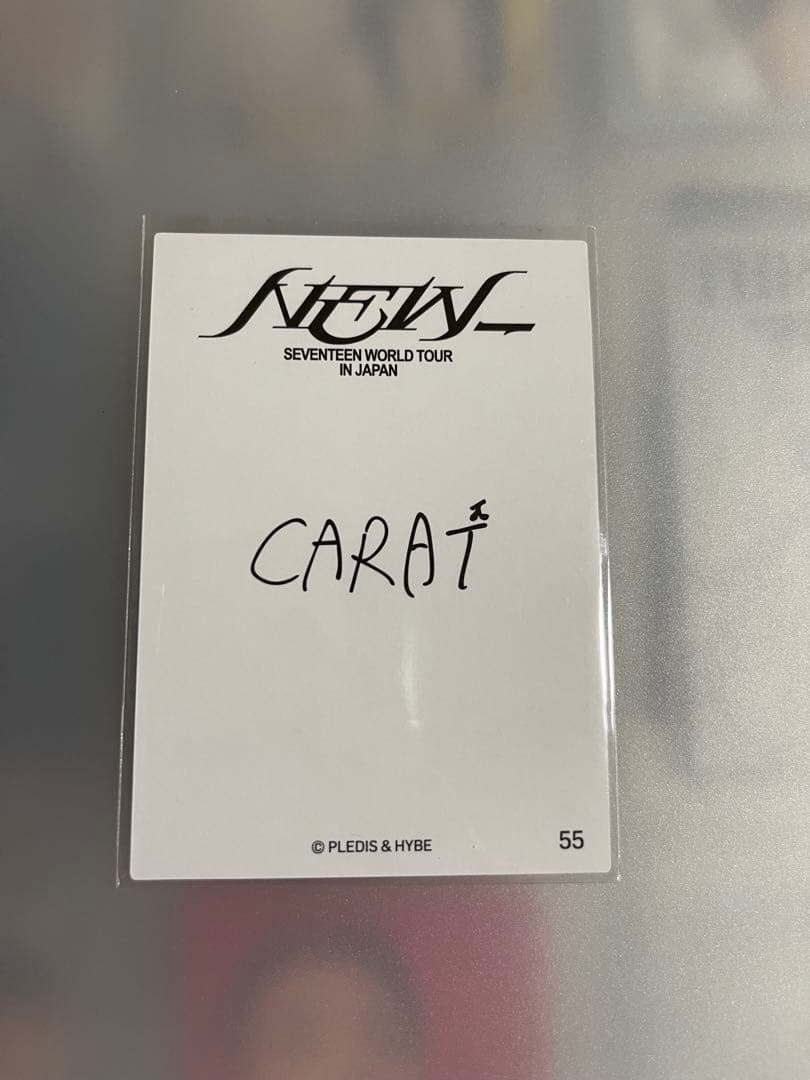 NEW_
SEVENTEEN WORLD TOUR
IN JAPAN
CARAT
© PLEDIS & HYBE
55